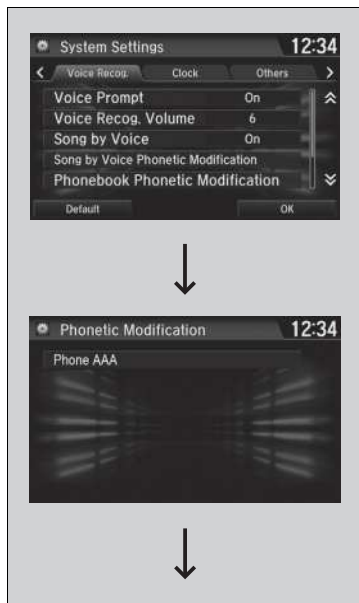 System Settings 12:34
< Voice Recog. Clock Others >
Voice Prompt On
Voice Recog. Volume 6
Song by Voice On
Song by Voice Phonetic Modification
Phonebook Phonetic Modification
Default OK
Phonetic Modification 12:34
Phone AAA